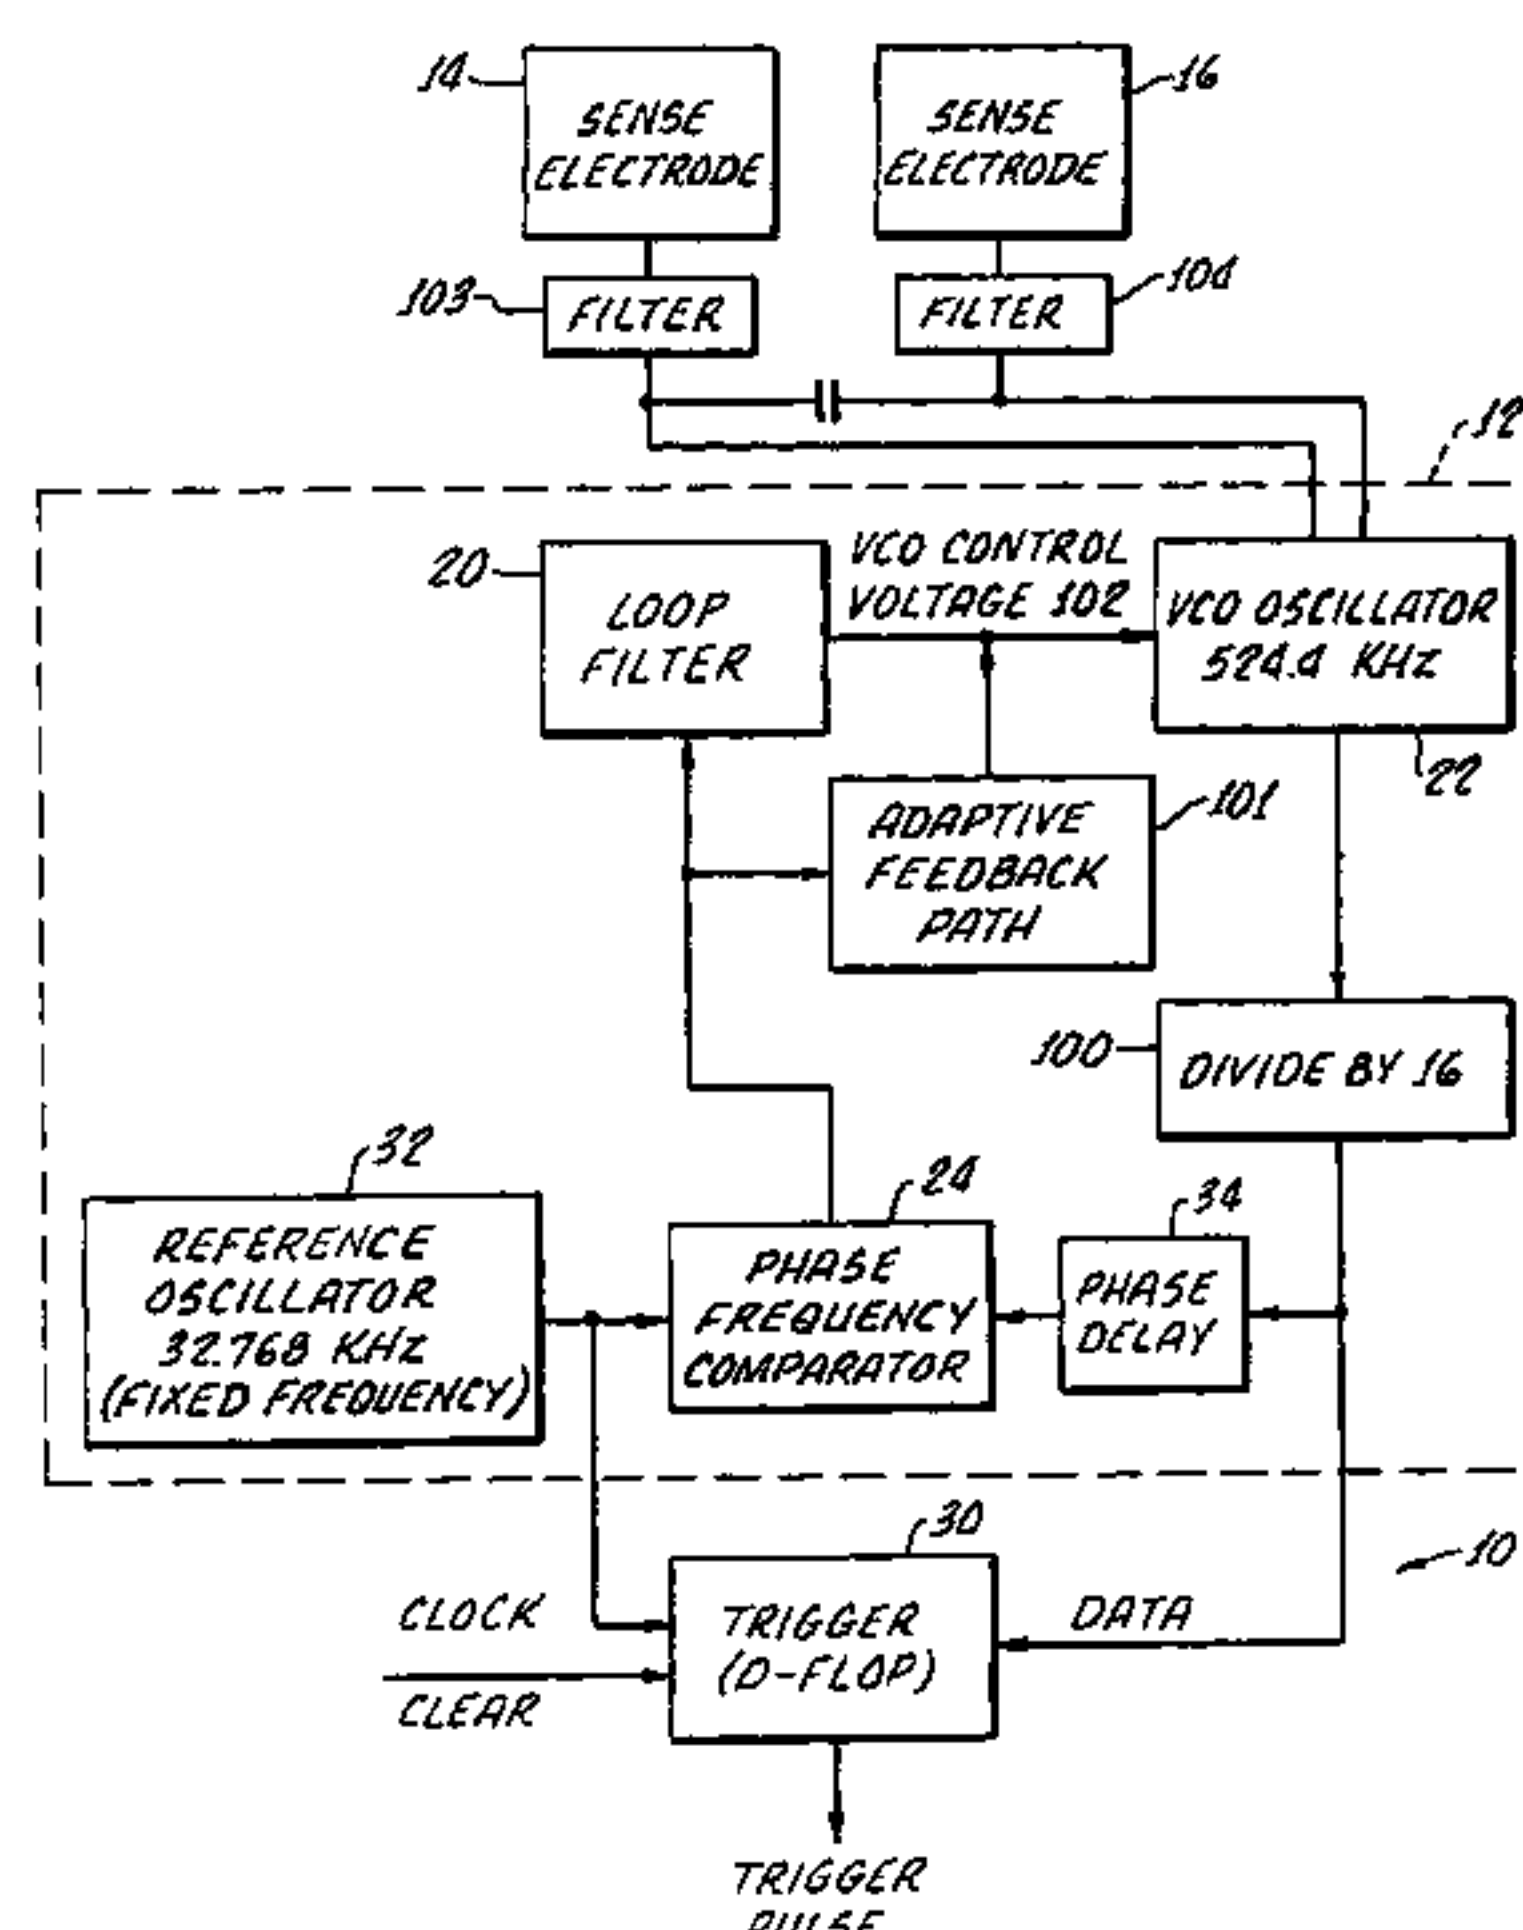 14
SENSE
ELECTRODE
SENSE
ELECTRODE
16
103
FILTER
FILTER
104
12
20
LOOP
FILTER
VCO CONTROL
VOLTAGE 102
VCO OSCILLATOR
524.4 KHz
22
ADAPTIVE
FEEDBACK
PATH
101
100
DIVIDE BY 16
32
REFERENCE
OSCILLATOR
32.768 KHz
(FIXED FREQUENCY)
24
PHASE
FREQUENCY
COMPARATOR
34
PHASE
DELAY
30
10
CLOCK
CLEAR
TRIGGER
(D-FLOP)
DATA
TRIGGER
PULSE